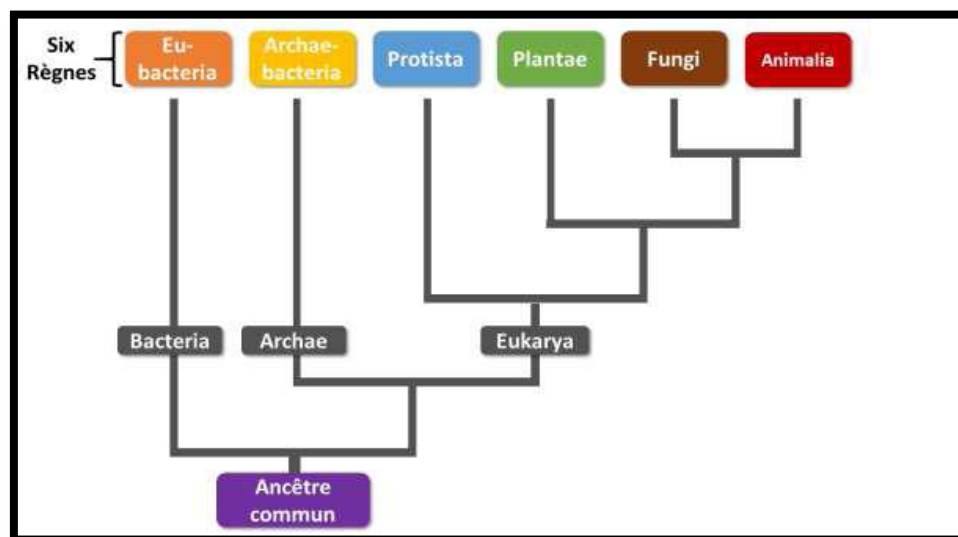 Six
Règnes
Eu-
bacteria
Archae-
bacteria
Protista
Plantae
Fungi
Animalia
Bacteria
Archae
Eukarya
Ancêtre
commun